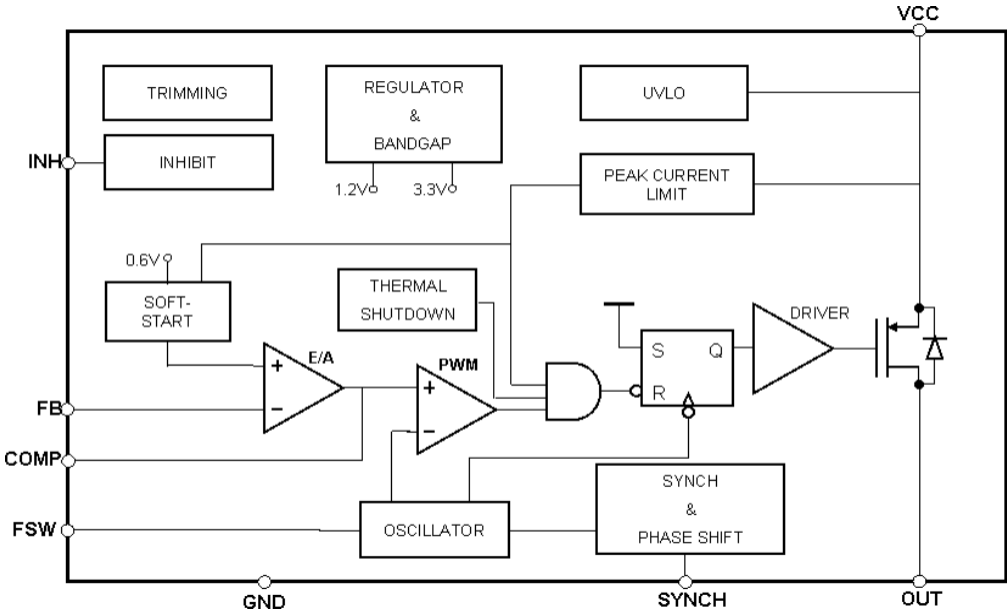 VCC
TRIMMING
REGULATOR
&
BANDGAP
UVLO
INH
INHIBIT
1.2V
3.3V
PEAK CURRENT
LIMIT
0.6V
SOFT-
START
THERMAL
SHUTDOWN
DRIVER
E/A
PWM
S
Q
R
+
-
+
-
FB
COMP
FSW
OSCILLATOR
SYNCH
&
PHASE SHIFT
GND
SYNCH
OUT